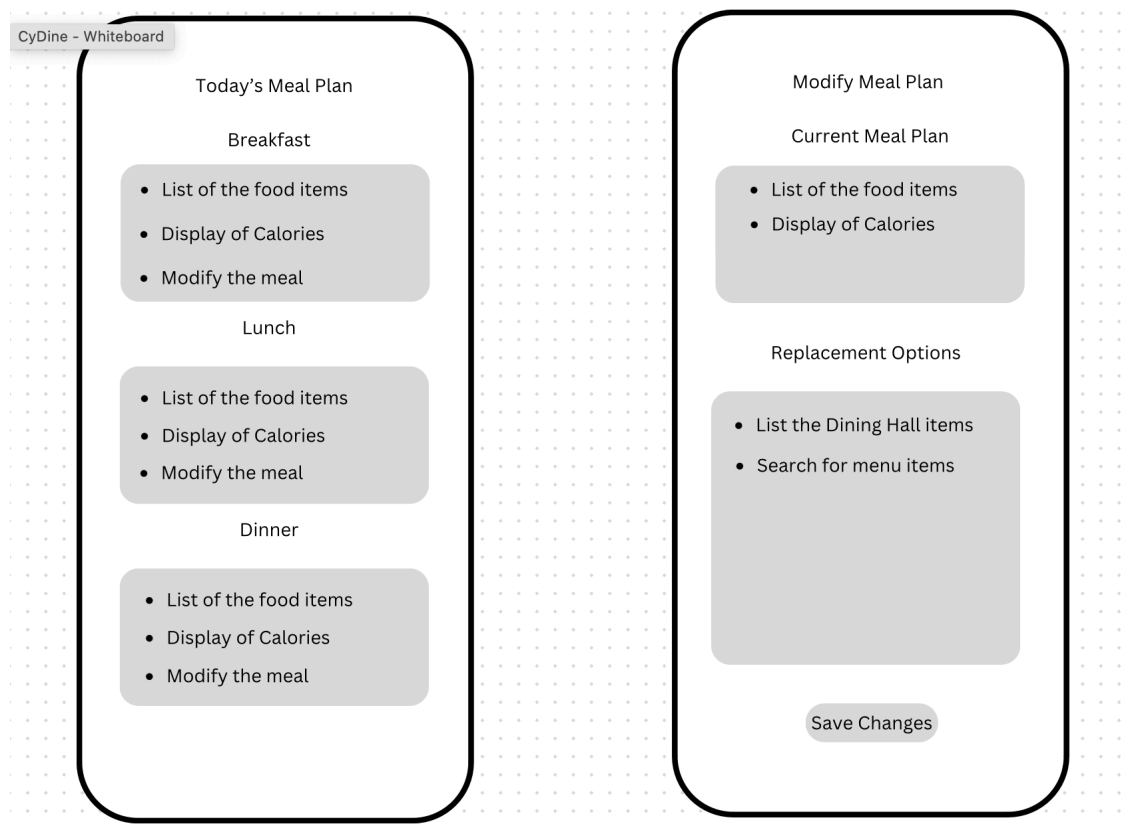 CyDine - Whiteboard
Today’s Meal Plan
Breakfast
• List of the food items
• Display of Calories
• Modify the meal
Lunch
• List of the food items
• Display of Calories
• Modify the meal
Dinner
• List of the food items
• Display of Calories
• Modify the meal
Modify Meal Plan
Current Meal Plan
• List of the food items
• Display of Calories
Replacement Options
• List the Dining Hall items
• Search for menu items
Save Changes